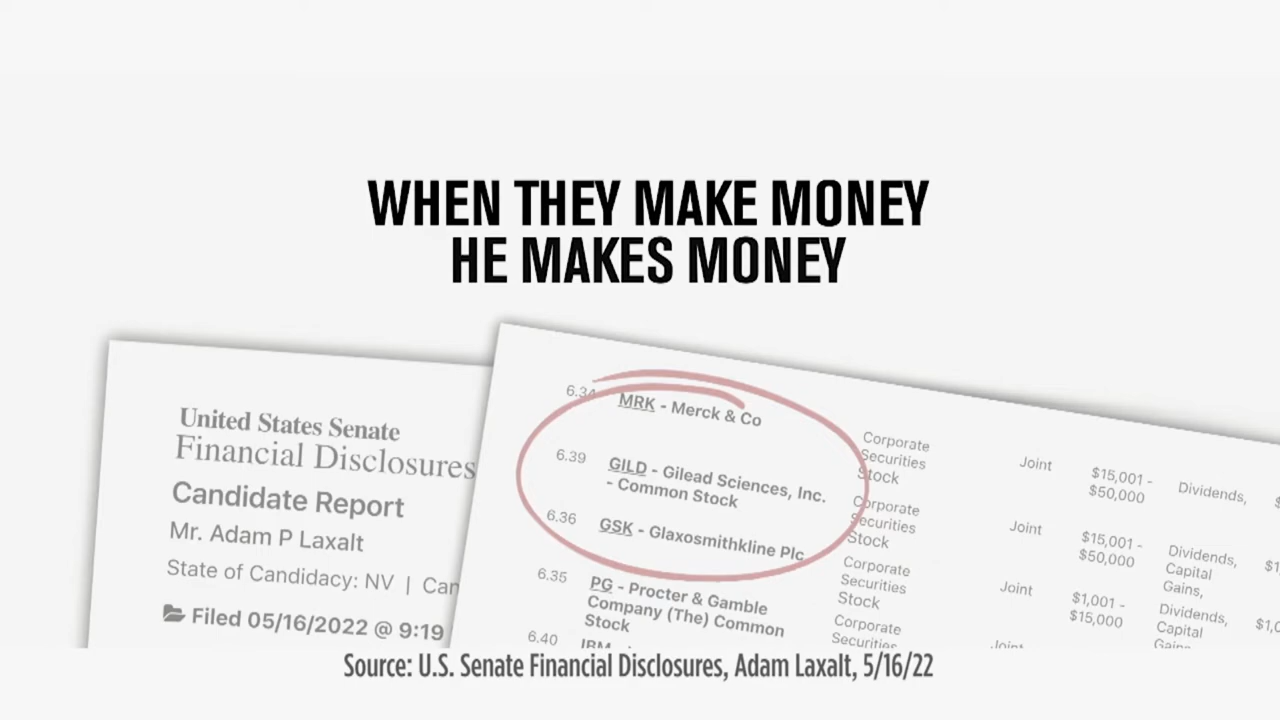 WHEN THEY MAKE MONEY
HE MAKES MONEY
United States Senate
Financial Disclosures
Candidate Report
Mr. Adam P Laxalt
State of Candidacy: NV |
Filed 05/16/2022 @ 9:19
6.34 MRK - Merck & Co
Corporate
Securities
Stock
Joint
$15,001 -
$50,000
Dividends,
6.39 GILD - Gilead Sciences, Inc.
- Common Stock
Corporate
Securities
Stock
Joint
$15,001 -
$50,000
Dividends,
Capital
Gains,
6.36 GSK - Glaxosmithkline Plc
Corporate
Securities
Stock
Joint
$1,001 -
$15,000
Dividends,
Capital
Gains,
6.35 PG - Procter & Gamble
Company (The) Common
Stock
Corporate
Securities
Joint
6.40
Source: U.S. Senate Financial Disclosures, Adam Laxalt, 5/16/22